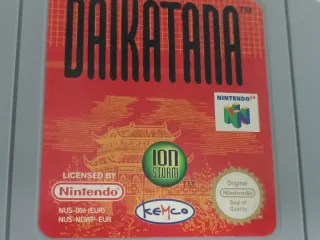 DAIKATANA™
NINTENDO 64
ION
STORM
LICENSED BY
Nintendo
NUS-006 (EUR)
NUS-NDWP-EUR
KEMCO
Original
Nintendo
Seal of
Quality